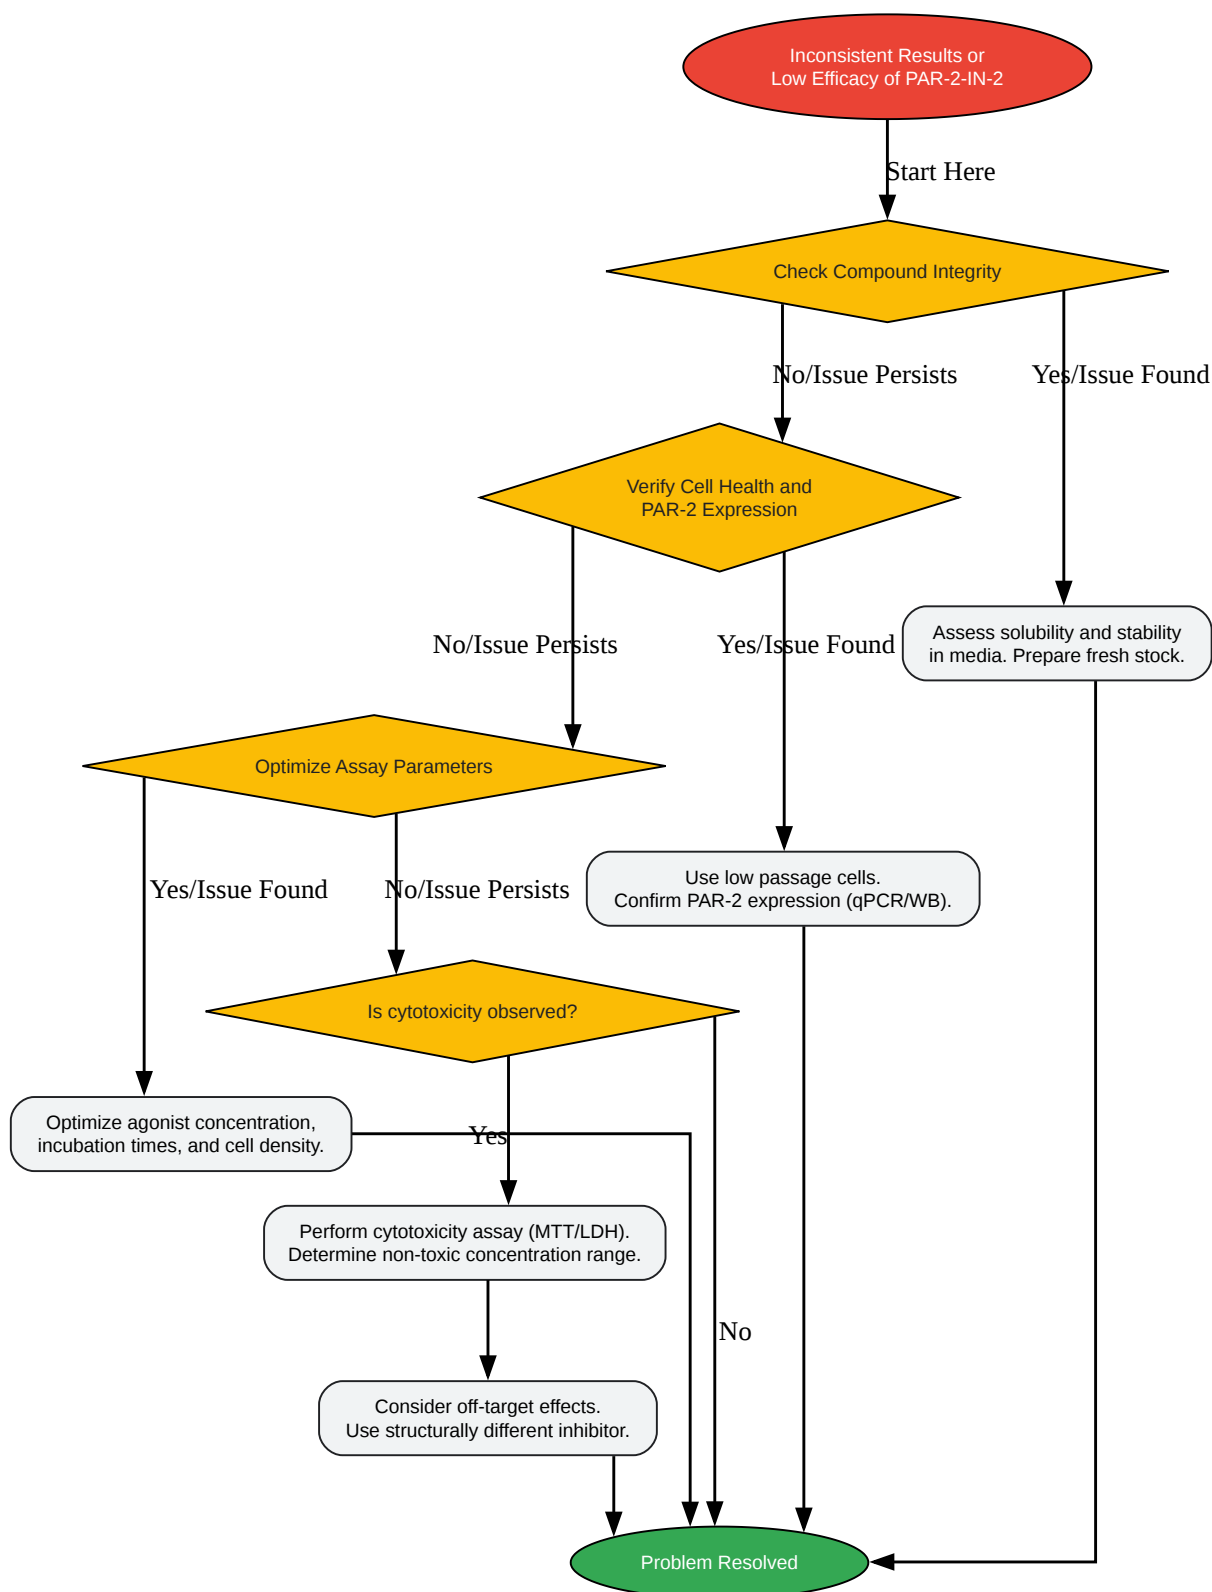 Inconsistent Results or
Low Efficacy of PAR-2-IN-2
Start Here
Check Compound Integrity
No/Issue Persists
Yes/Issue Found
Verify Cell Health and
PAR-2 Expression
No/Issue Persists
Yes/Issue Found
Assess solubility and stability
in media. Prepare fresh stock.
Optimize Assay Parameters
Yes/Issue Found
No/Issue Persists
Use low passage cells.
Confirm PAR-2 expression (qPCR/WB).
Is cytotoxicity observed?
Optimize agonist concentration,
incubation times, and cell density.
Yes
Perform cytotoxicity assay (MTT/LDH).
Determine non-toxic concentration range.
No
Consider off-target effects.
Use structurally different inhibitor.
Problem Resolved